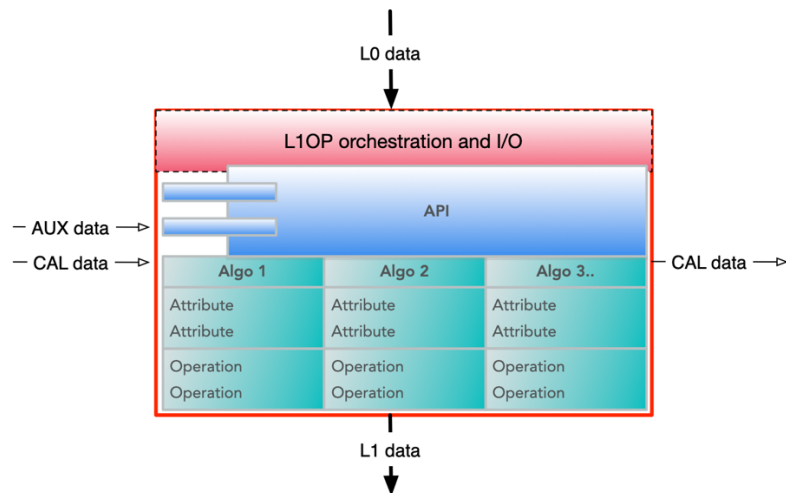 L0 data
L1OP orchestration and I/O
API
AUX data
CAL data
CAL data
Algo 1
Algo 2
Algo 3..
Attribute
Attribute
Attribute
Attribute
Attribute
Attribute
Operation
Operation
Operation
Operation
Operation
Operation
L1 data